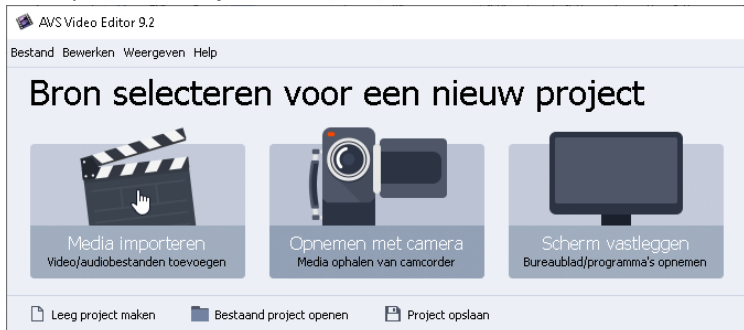 AVS Video Editor 9.2
Bestand Bewerken Weergeven Help
Bron selecteren voor een nieuw project
Media importeren
Video/audiobestanden toevoegen
Opnemen met camera
Media ophalen van camcorder
Scherm vastleggen
Bureaublad/programma's opnemen
Leeg project maken Bestaand project openen Project opslaan